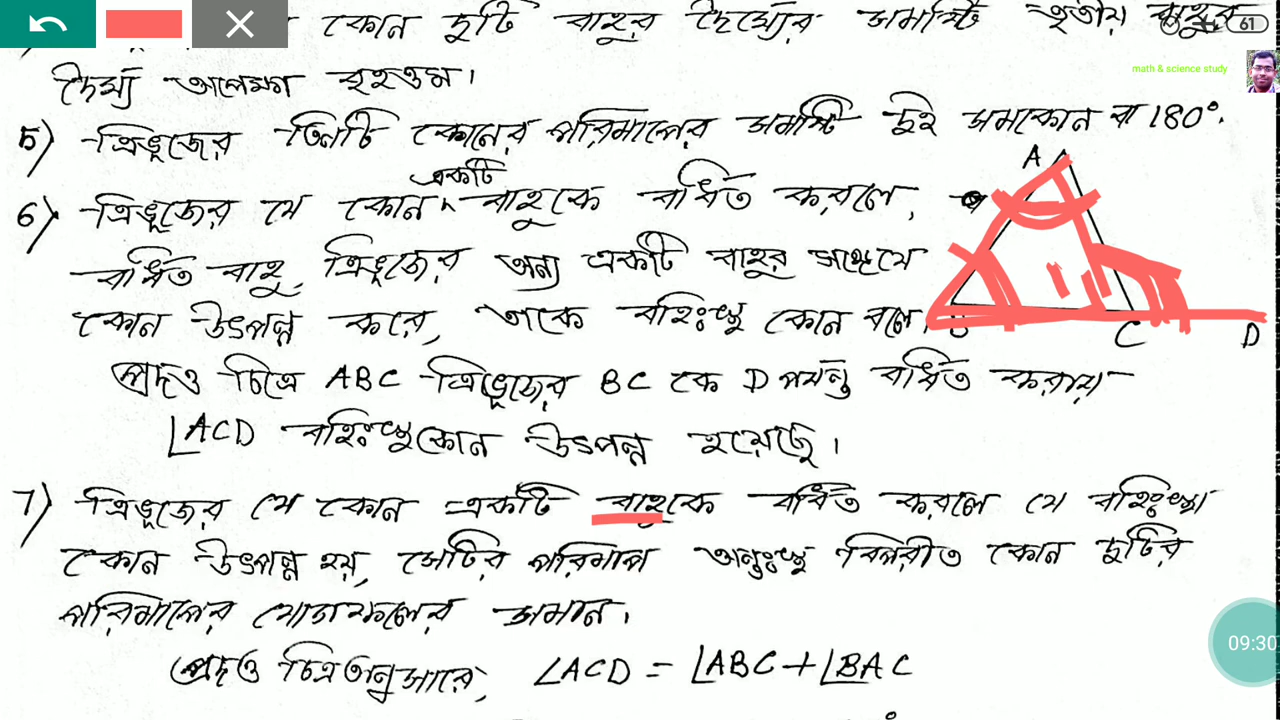 কোন দুটি বাহুর দৈর্ঘ্যের সমষ্টি তৃতীয় বাহুর
61
math & science study
দৈর্ঘ্য অপেক্ষা বৃহত্তম।
5) ত্রিভুজের তিনটি কোনের পরিমাপের সমষ্টি দুই সমকোন বা 180°.
A
একটি
6) ত্রিভুজের যে কোন বাহুকে বর্ধিত করলে,
বর্ধিত বাহু, ত্রিভুজের অন্য একটি বাহুর সঙ্গে যে
কোন উৎপন্ন করে, তাকে বহিঃস্থ কোন বলে।
C D
প্রদত্ত চিত্রে ABC ত্রিভুজের BC কে D পর্যন্ত বর্ধিত করায়
∠ACD বহিঃস্থকোন উৎপন্ন হয়েছে।
7) ত্রিভুজের যে কোন একটি বাহুকে বর্ধিত করলে যে বহিঃস্থ
কোন উৎপন্ন হয়, সেটির পরিমাপ অন্তঃস্থ বিপরীত কোন দুটির
পরিমাপের যোগফলের সমান।
প্রদত্ত চিত্রানুসারে, ∠ACD = ∠ABC + ∠BAC
09:30